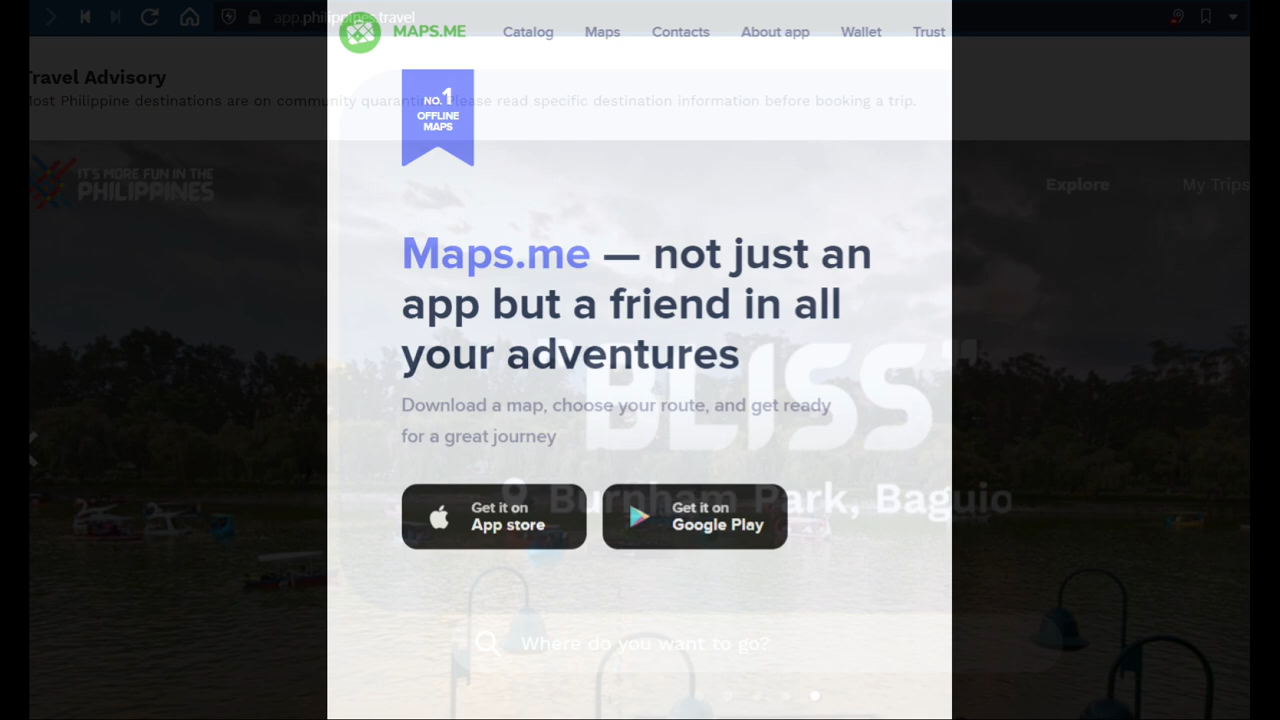 app.philippines.travel
MAPS.ME
Catalog
Maps
Contacts
About app
Wallet
Trust
Travel Advisory
Most Philippine destinations are on community quarantine. Please read specific destination information before booking a trip.
NO. 1
OFFLINE
MAPS
IT'S MORE FUN IN THE
PHILIPPINES
Explore
My Trips
Maps.me — not just an
app but a friend in all
your adventures
"BLISS"
Download a map, choose your route, and get ready
for a great journey
Burnham Park, Baguio
Get it on
App store
Get it on
Google Play
Where do you want to go?